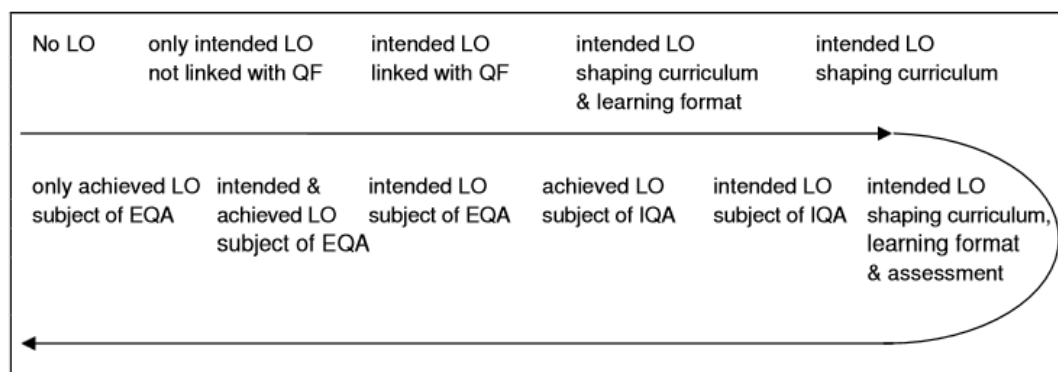 No LO
only intended LO
not linked with QF
intended LO
linked with QF
intended LO
shaping curriculum
& learning format
intended LO
shaping curriculum
only achieved LO
subject of EQA
intended &
achieved LO
subject of EQA
intended LO
subject of EQA
achieved LO
subject of IQA
intended LO
subject of IQA
intended LO
shaping curriculum,
learning format
& assessment